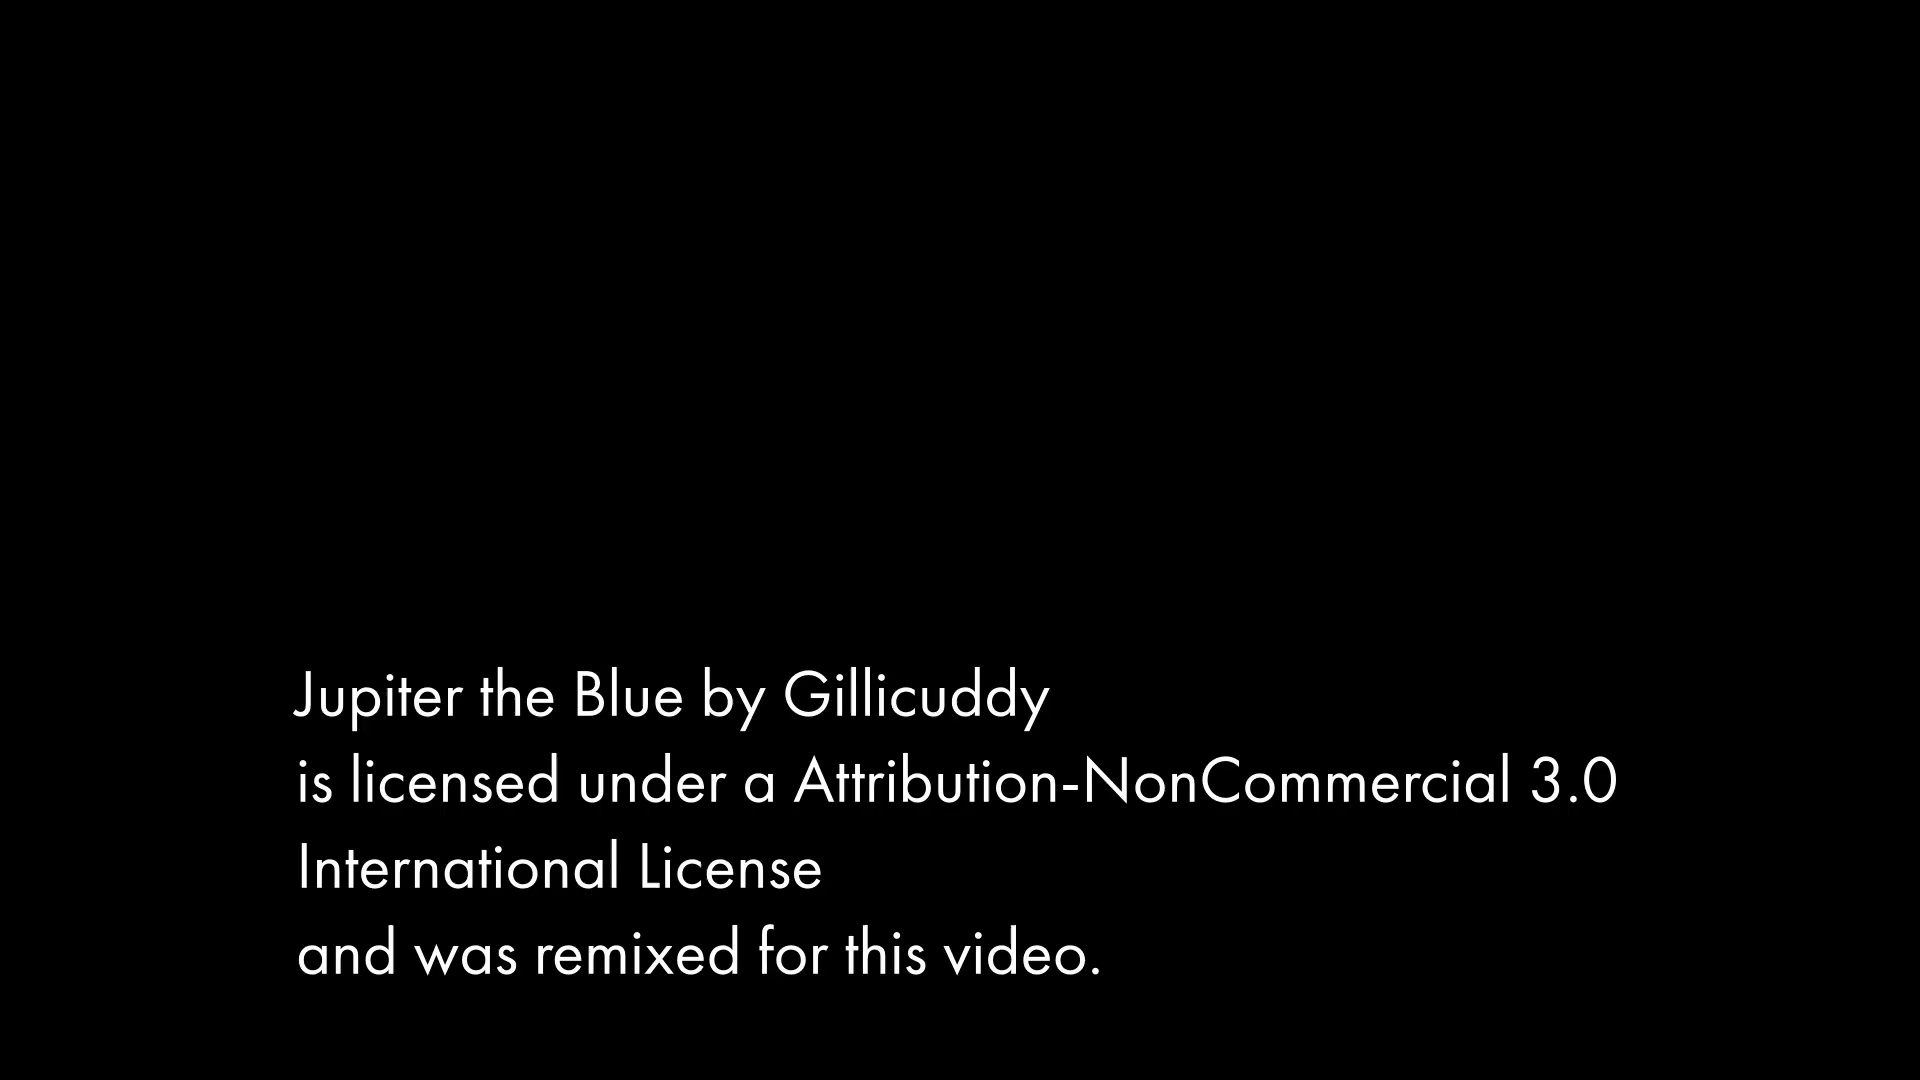 Jupiter the Blue by Gillicuddy
is licensed under a Attribution-NonCommercial 3.0
International License
and was remixed for this video.